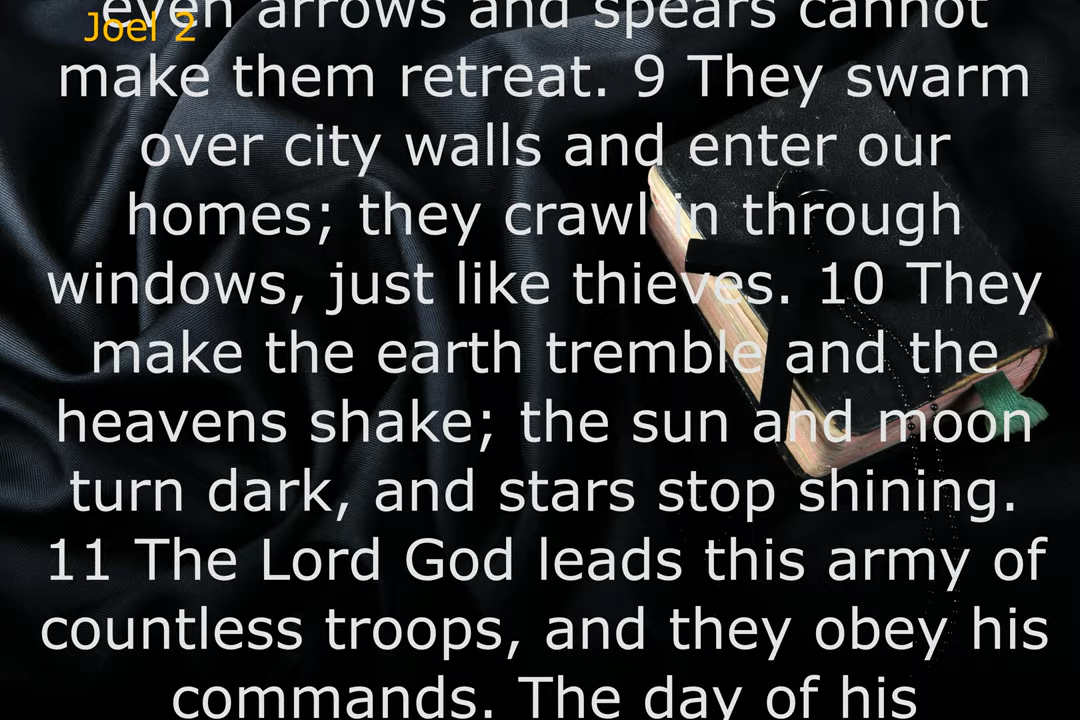 even arrows and spears cannot
Joel 2
make them retreat. 9 They swarm
over city walls and enter our
homes; they crawl in through
windows, just like thieves. 10 They
make the earth tremble and the
heavens shake; the sun and moon
turn dark, and stars stop shining.
11 The Lord God leads this army of
countless troops, and they obey his
commands. The day of his